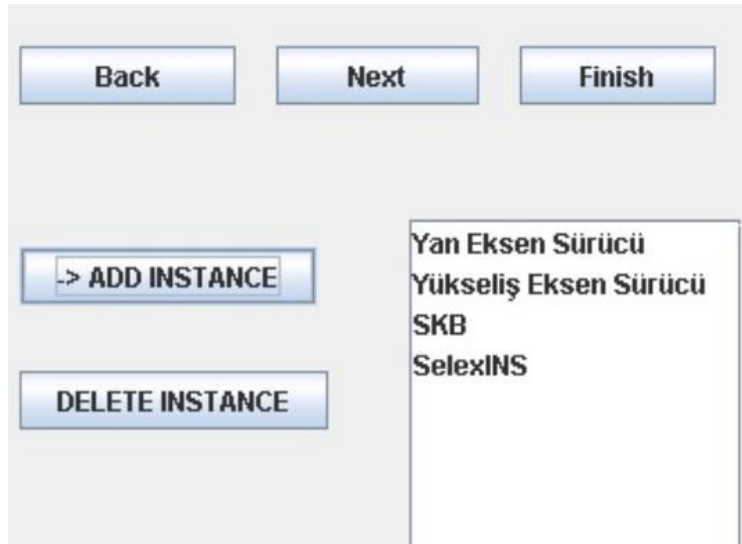 Back
Next
Finish
-> ADD INSTANCE
DELETE INSTANCE
Yan Eksen Sürücü
Yükseliş Eksen Sürücü
SKB
SelexINS